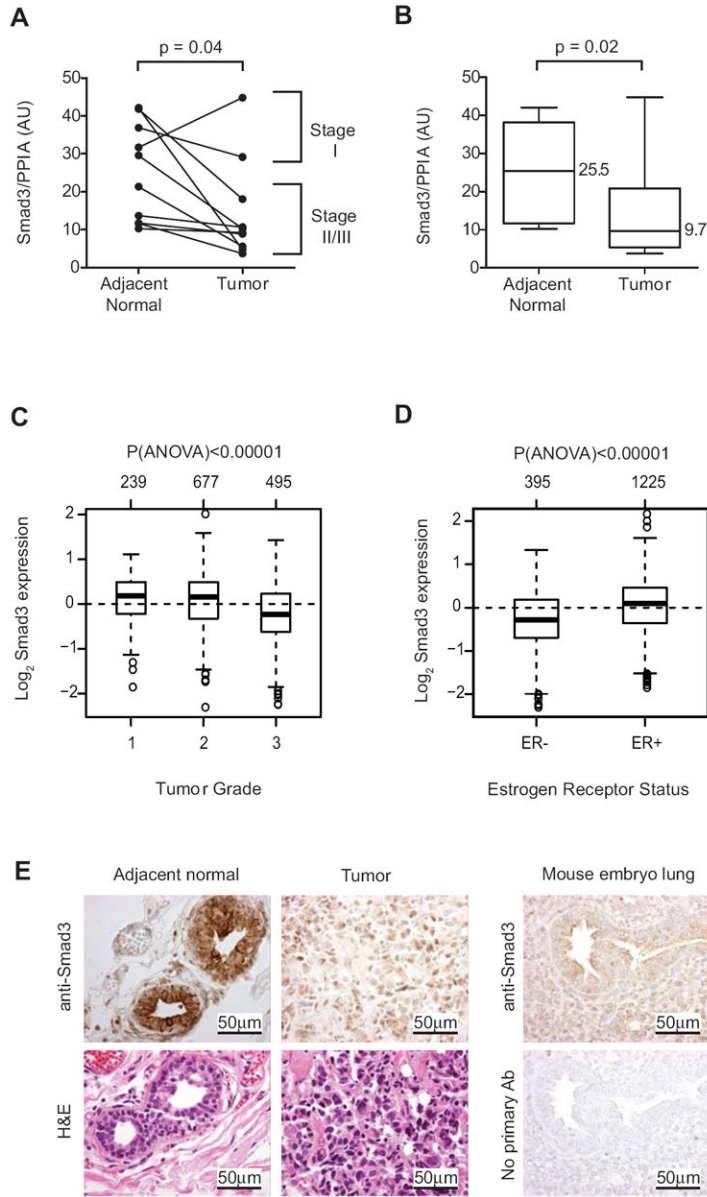 A
p = 0.04
Smad3/PPIA (AU)
50
40
30
20
10
0
Stage
I
Stage
II/III
Adjacent
Normal
Tumor
B
p = 0.02
Smad3/PPIA (AU)
50
40
30
20
10
0
25.5
9.7
Adjacent
Normal
Tumor
C
P(ANOVA)<0.00001
239 677 495
Log2 Smad3 expression
2
1
0
−1
−2
1 2 3
Tumor Grade
D
P(ANOVA)<0.00001
395 1225
Log2 Smad3 expression
2
1
0
−1
−2
ER- ER+
Estrogen Receptor Status
E
Adjacent normal Tumor Mouse embryo lung
anti-Smad3
50µm
50µm
anti-Smad3
50µm
H&E
50µm
50µm
No primary Ab
50µm